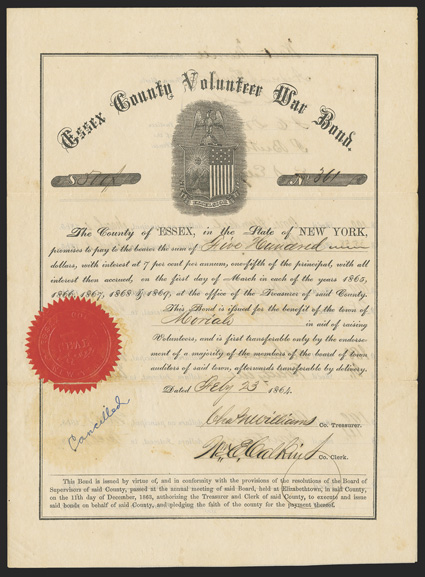 Essex County Volunteer War Bond.
$ 500
No 361
The County of ESSEX, in the State of NEW YORK,
promises to pay to the bearer the sum of Five Hundred
dollars, with interest at 7 per cent per annum, one-fifth of the principal, with all
interest then accrued, on the first day of March in each of the years 1865,
1866, 1867, 1868 & 1869, at the office of the Treasurer of said County.
This Bond is issued for the benefit of the town of
Moriah in aid of raising
Volunteers, and is first transferable only by the endorse-
ment of a majority of the members of the board of town
auditors of said town, afterwards transferable by delivery.
Dated Feby 23d 1864.
Williams Co. Treasurer.
Co. Clerk.
Cancelled
This Bond is issued by virtue of, and in conformity with the provisions of the resolutions of the Board of
Supervisors of said County, passed at the annual meeting of said Board, held at Elizabethtown, in said County,
on the 11th day of December, 1863, authorizing the Treasurer and Clerk of said County, to execute and issue
said bonds on behalf of said County, and pledging the faith of the county for the payment thereof.